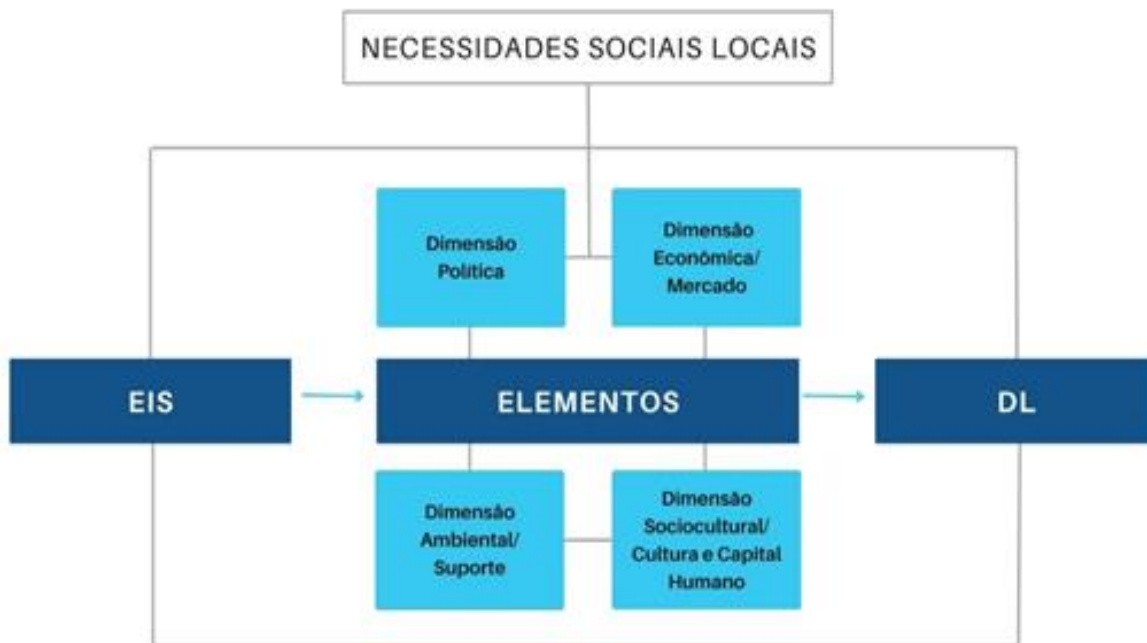 NECESSIDADES SOCIAIS LOCAIS
Dimensão
Política
Dimensão
Econômica/
Mercado
EIS
ELEMENTOS
DL
Dimensão
Ambiental/
Suporte
Dimensão
Sociocultural/
Cultura e Capital
Humano